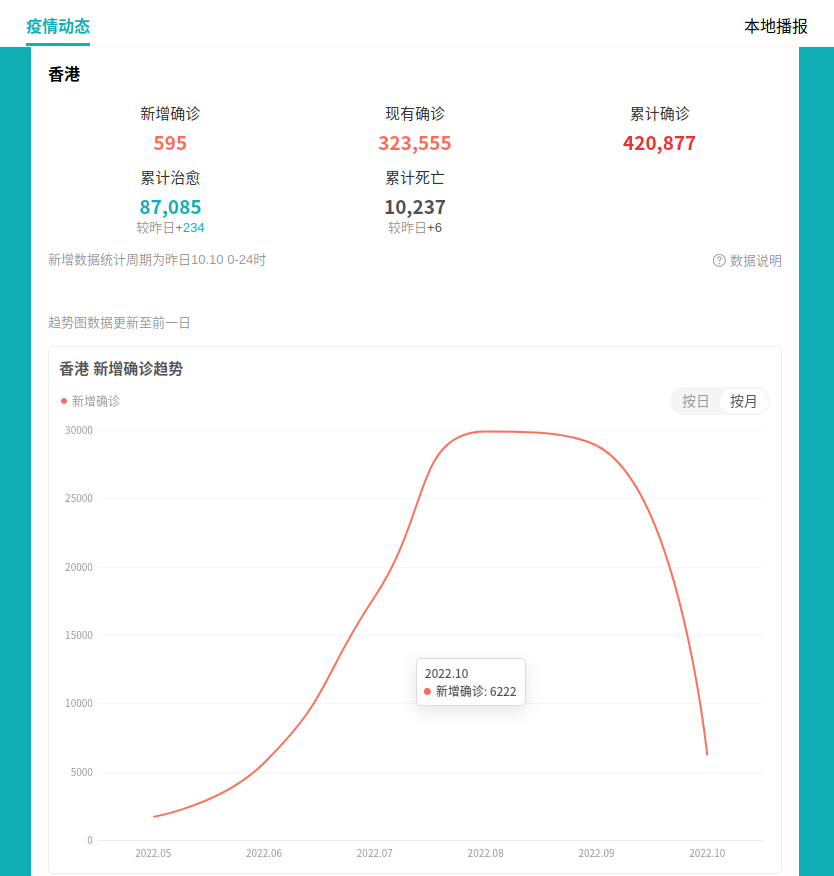 疫情动态 本地播报
香港
新增确诊 现有确诊 累计确诊
595 323,555 420,877
累计治愈 累计死亡
87,085 10,237
较昨日+234 较昨日+6
新增数据统计周期为昨日10.10 0-24时 数据说明
趋势图数据更新至前一日
香港 新增确诊趋势
新增确诊 按日 按月
30000
25000
20000
15000
2022.10
新增确诊: 6222
10000
5000
0
2022.05 2022.06 2022.07 2022.08 2022.09 2022.10